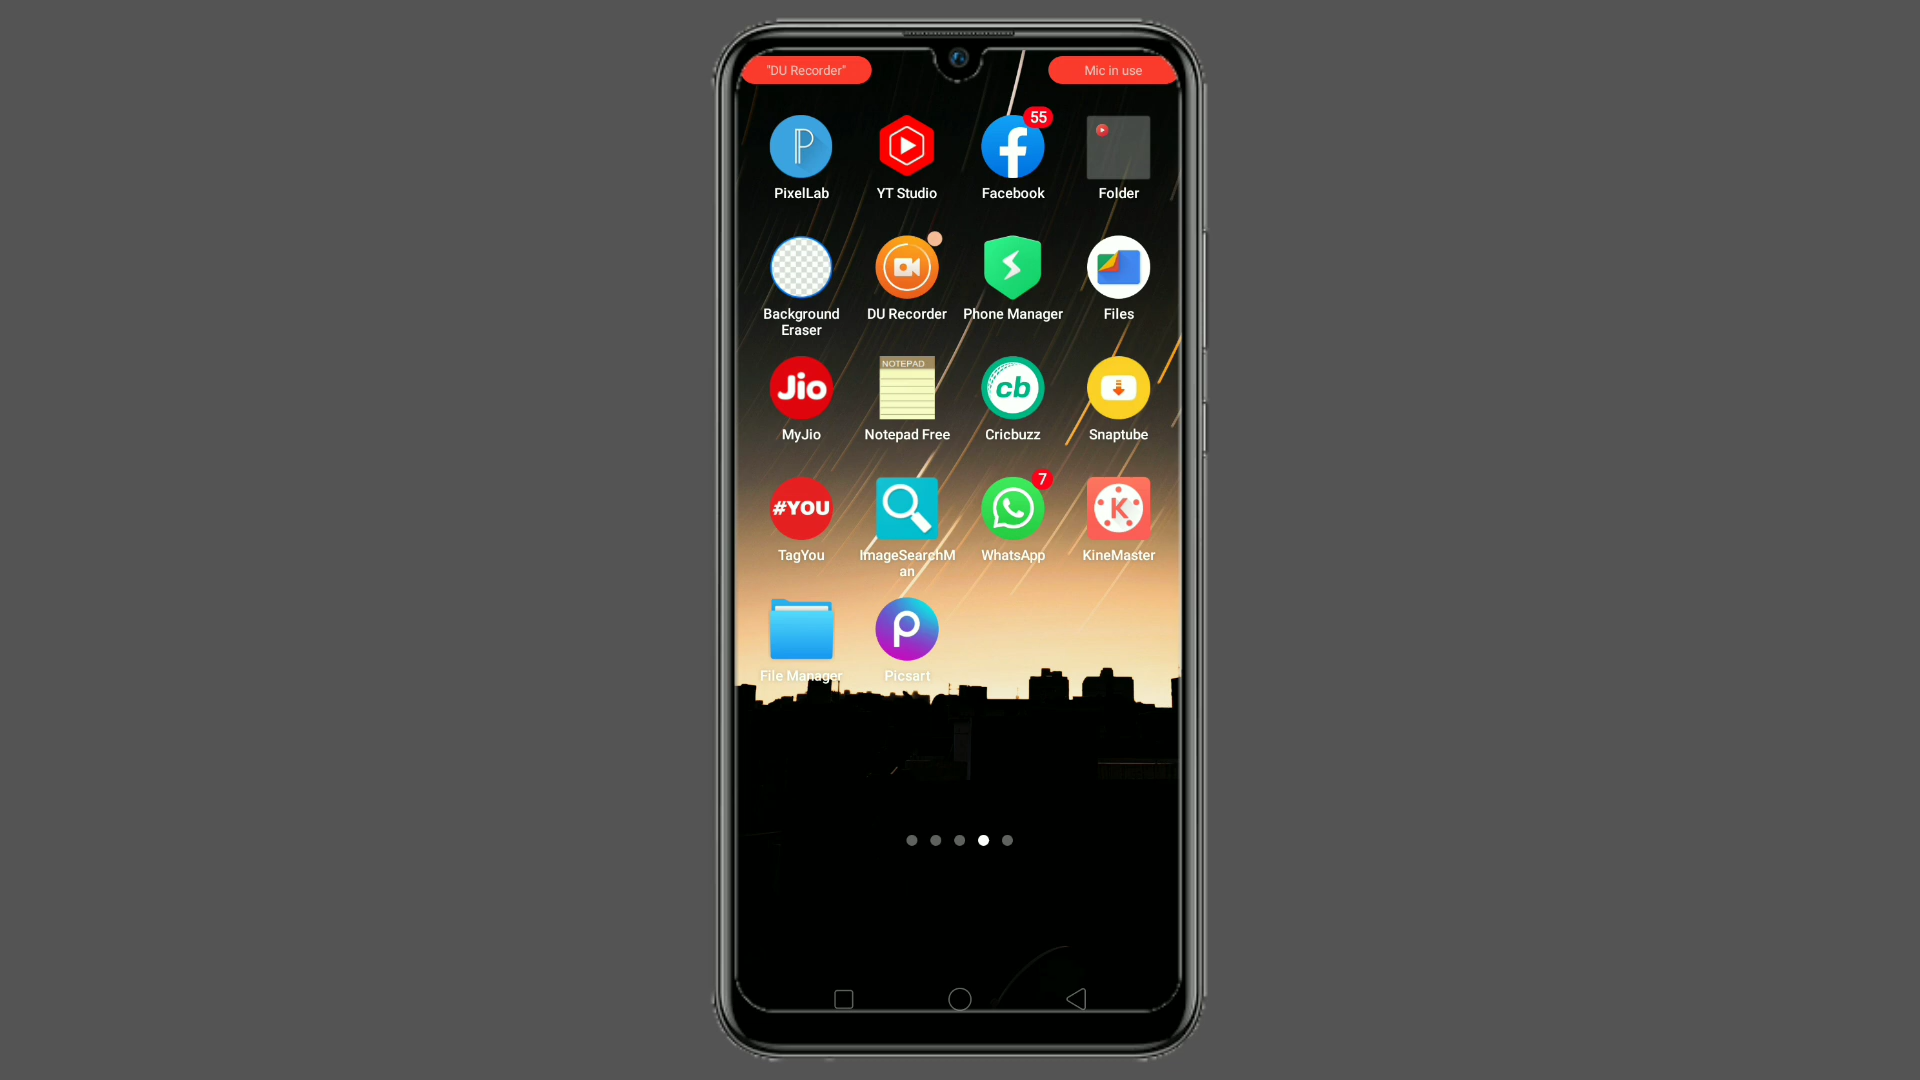 "DU Recorder"
Mic in use
55
PixelLab
YT Studio
Facebook
Folder
Background
Eraser
DU Recorder
Phone Manager
Files
Jio
NOTEPAD
cb
MyJio
Notepad Free
Cricbuzz
Snaptube
#YOU
7
K
TagYou
ImageSearchM
an
WhatsApp
KineMaster
File Manager
Picsart